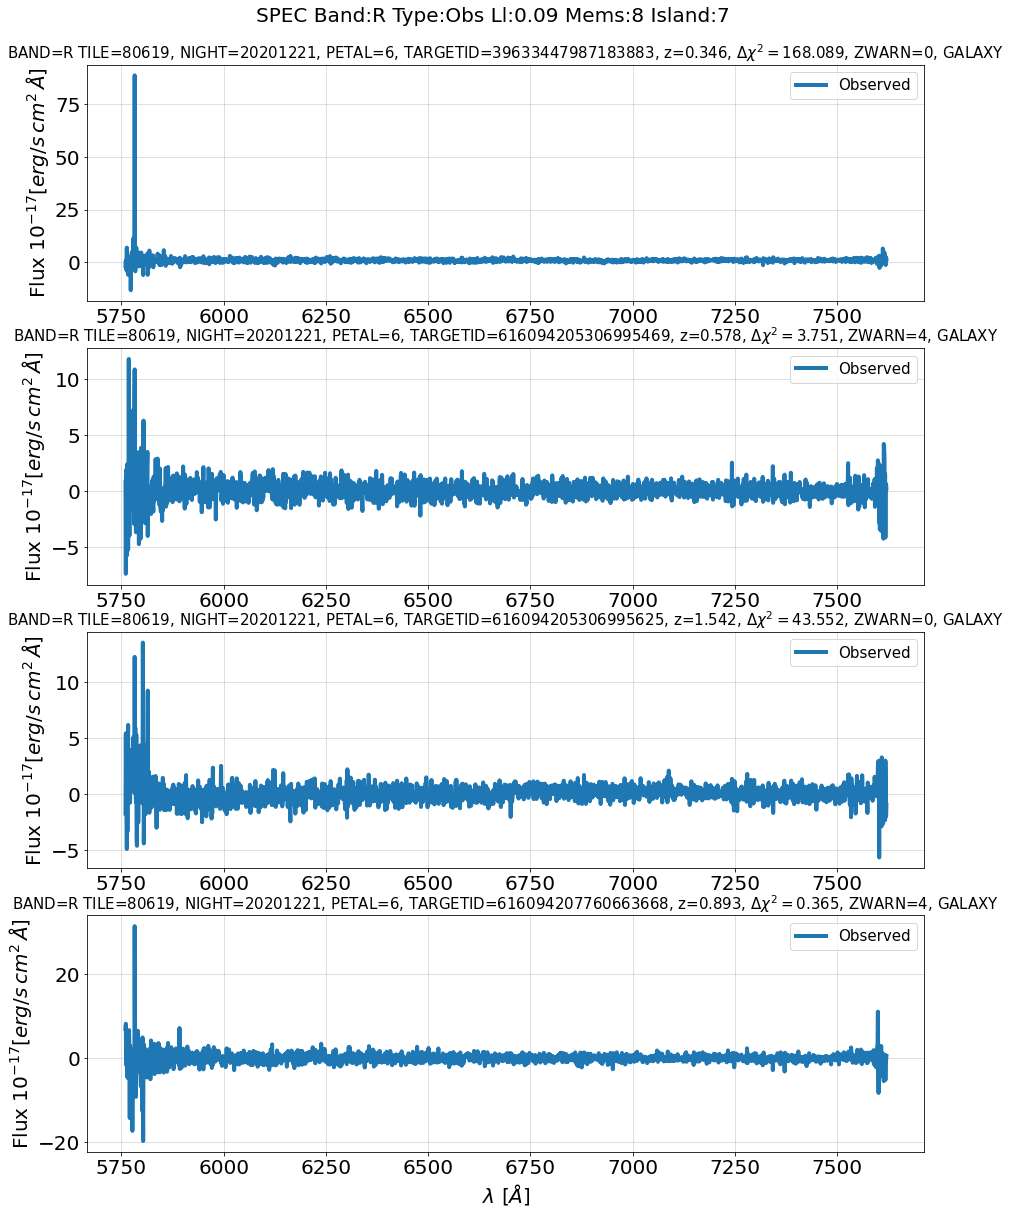 SPEC Band:R Type:Obs Ll:0.09 Mems:8 Island:7
BAND=R TILE=80619, NIGHT=20201221, PETAL=6, TARGETID=39633447987183883, z=0.346, Δχ² = 168.089, ZWARN=0, GALAXY
Observed
Flux 10⁻¹⁷[erg/s cm² Å]
75
50
25
0
5750 6000 6250 6500 6750 7000 7250 7500
BAND=R TILE=80619, NIGHT=20201221, PETAL=6, TARGETID=616094205306995469, z=0.578, Δχ² = 3.751, ZWARN=4, GALAXY
Observed
Flux 10⁻¹⁷[erg/s cm² Å]
10
5
0
−5
5750 6000 6250 6500 6750 7000 7250 7500
BAND=R TILE=80619, NIGHT=20201221, PETAL=6, TARGETID=616094205306995625, z=1.542, Δχ² = 43.552, ZWARN=0, GALAXY
Observed
Flux 10⁻¹⁷[erg/s cm² Å]
10
5
0
−5
5750 6000 6250 6500 6750 7000 7250 7500
BAND=R TILE=80619, NIGHT=20201221, PETAL=6, TARGETID=616094207760663668, z=0.893, Δχ² = 0.365, ZWARN=4, GALAXY
Observed
Flux 10⁻¹⁷[erg/s cm² Å]
20
0
−20
5750 6000 6250 6500 6750 7000 7250 7500
λ [Å]